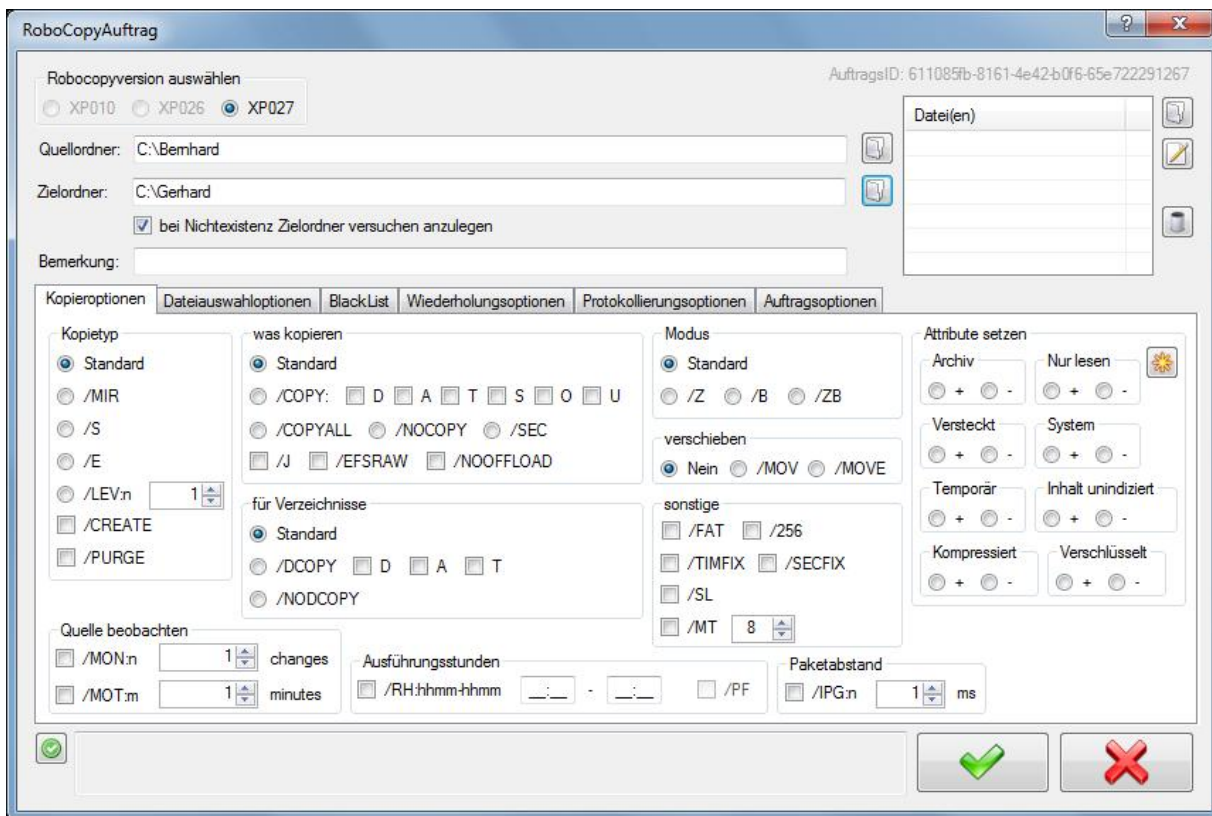 RoboCopyAuftrag
?
Robocopyversion auswählen
AuftragsID: 611085fb-8161-4e42-b0f6-65e722291267
XP010 XP026 XP027
Datei(en)
Quellordner: C:\Bernhard
Zielordner: C:\Gerhard
bei Nichtexistenz Zielordner versuchen anzulegen
Bemerkung:
Kopieroptionen Dateiauswahloptionen BlackList Wiederholungsoptionen Protokollierungsoptionen Auftragsoptionen
Kopietyp
Standard
/MIR
/S
/E
/LEV:n 1
/CREATE
/PURGE
was kopieren
Standard
/COPY: D A T S O U
/COPYALL /NOCOPY /SEC
/J /EFSRAW /NOOFFLOAD
für Verzeichnisse
Standard
/DCOPY D A T
/NODCOPY
Modus
Standard
/Z /B /ZB
verschieben
Nein /MOV /MOVE
sonstige
/FAT /256
/TIMFIX /SECFIX
/SL
/MT 8
Attribute setzen
Archiv Nur lesen
+ - + -
Versteckt System
+ - + -
Temporär Inhalt unindiziert
+ - + -
Kompressiert Verschlüsselt
+ - + -
Quelle beobachten
/MON:n 1 changes
/MOT:m 1 minutes
Ausführungsstunden
/RH:hhmm-hhmm __:__ - __:__ /PF
Paketabstand
/IPG:n 1 ms